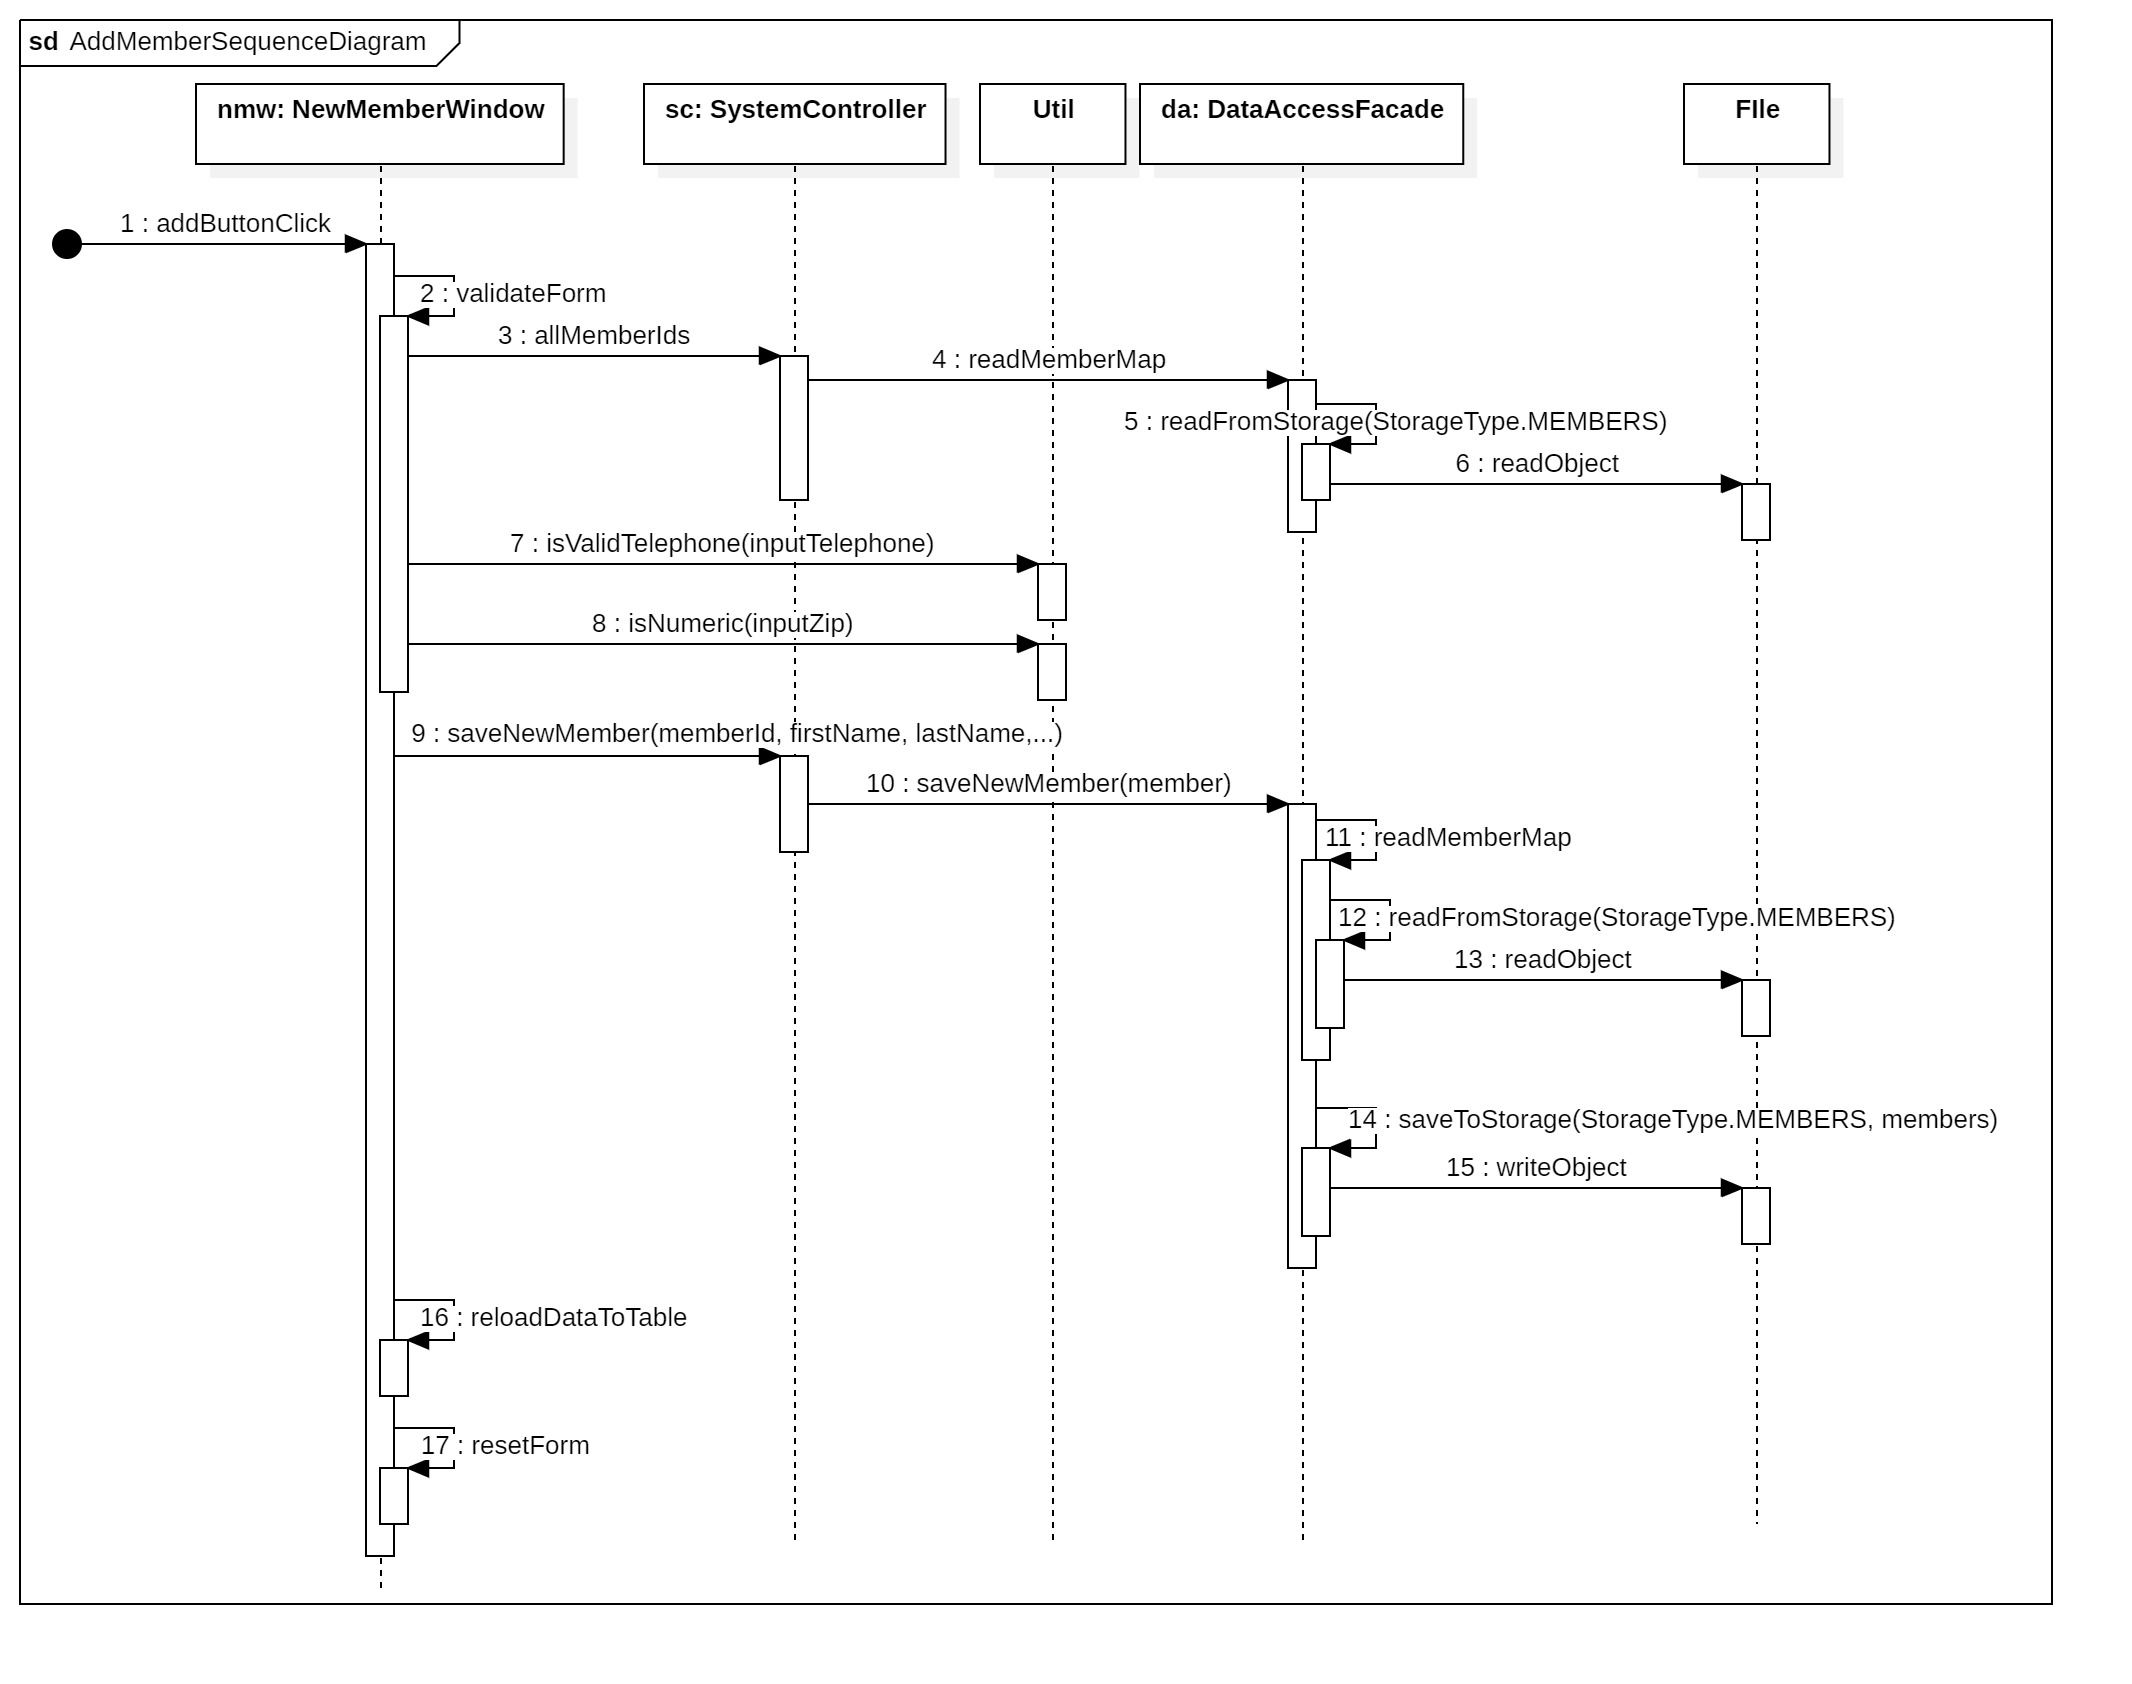 sd AddMemberSequenceDiagram
nmw: NewMemberWindow
sc: SystemController
Util
da: DataAccessFacade
FIle
1 : addButtonClick
2 : validateForm
3 : allMemberIds
4 : readMemberMap
5 : readFromStorage(StorageType.MEMBERS)
6 : readObject
7 : isValidTelephone(inputTelephone)
8 : isNumeric(inputZip)
9 : saveNewMember(memberId, firstName, lastName,...)
10 : saveNewMember(member)
11 : readMemberMap
12 : readFromStorage(StorageType.MEMBERS)
13 : readObject
14 : saveToStorage(StorageType.MEMBERS, members)
15 : writeObject
16 : reloadDataToTable
17 : resetForm